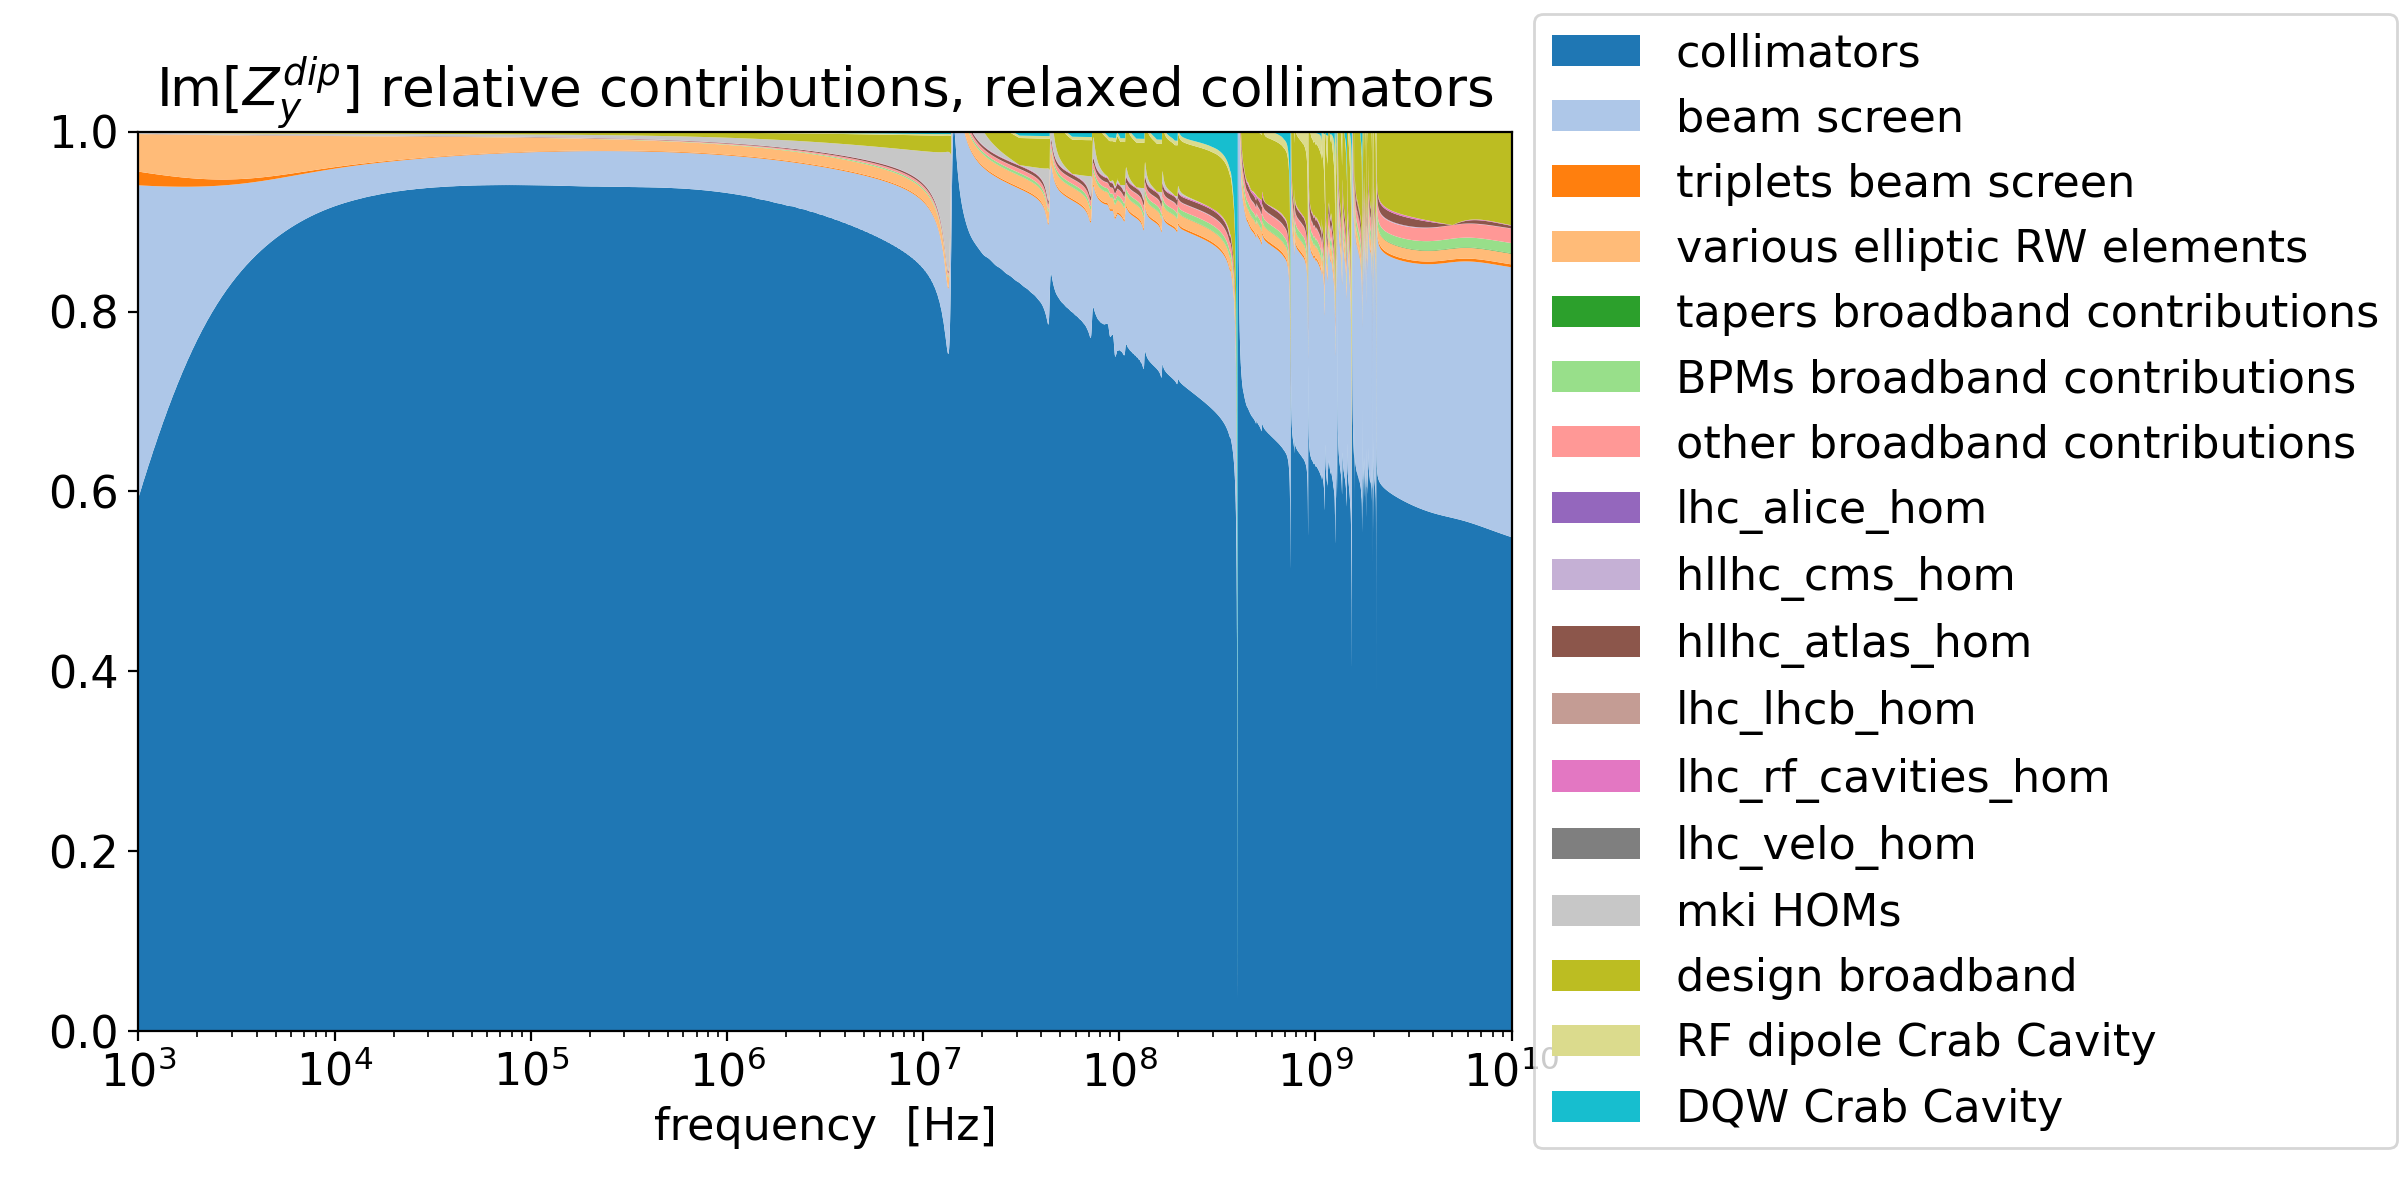 Im[Z_y^{dip}] relative contributions, relaxed collimators
1.0
0.8
0.6
0.4
0.2
0.0
10^3 10^4 10^5 10^6 10^7 10^8 10^9 10^10
frequency [Hz]
collimators
beam screen
triplets beam screen
various elliptic RW elements
tapers broadband contributions
BPMs broadband contributions
other broadband contributions
lhc_alice_hom
hllhc_cms_hom
hllhc_atlas_hom
lhc_lhcb_hom
lhc_rf_cavities_hom
lhc_velo_hom
mki HOMs
design broadband
RF dipole Crab Cavity
DQW Crab Cavity